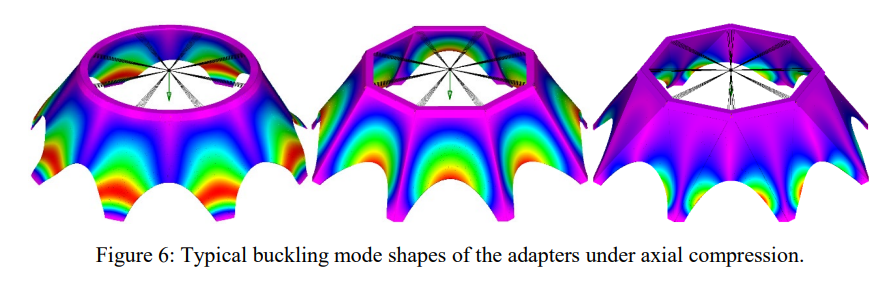 Figure 6: Typical buckling mode shapes of the adapters under axial compression.